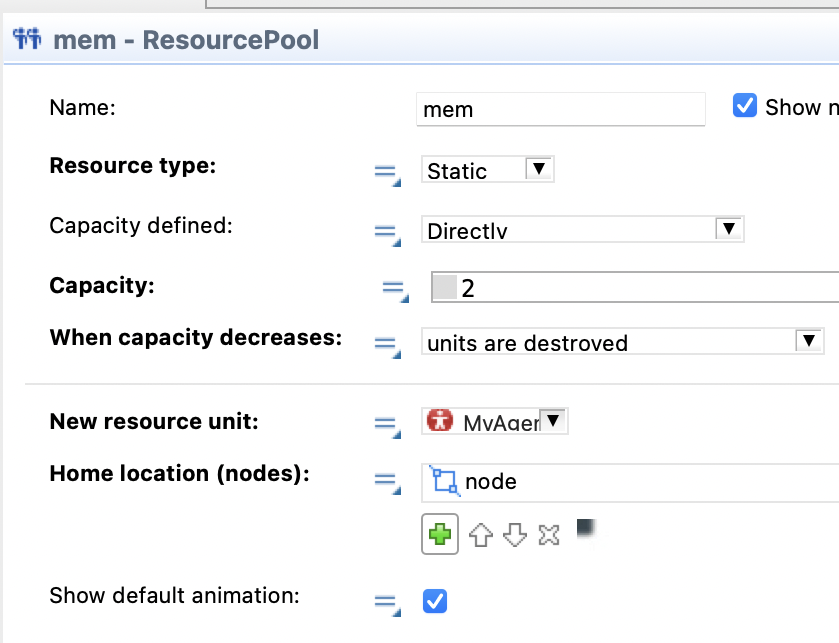 mem - ResourcePool
Name: mem Show n
Resource type: Static
Capacity defined: Directly
Capacity: 2
When capacity decreases: units are destroyed
New resource unit: MyAgen
Home location (nodes): node
Show default animation: